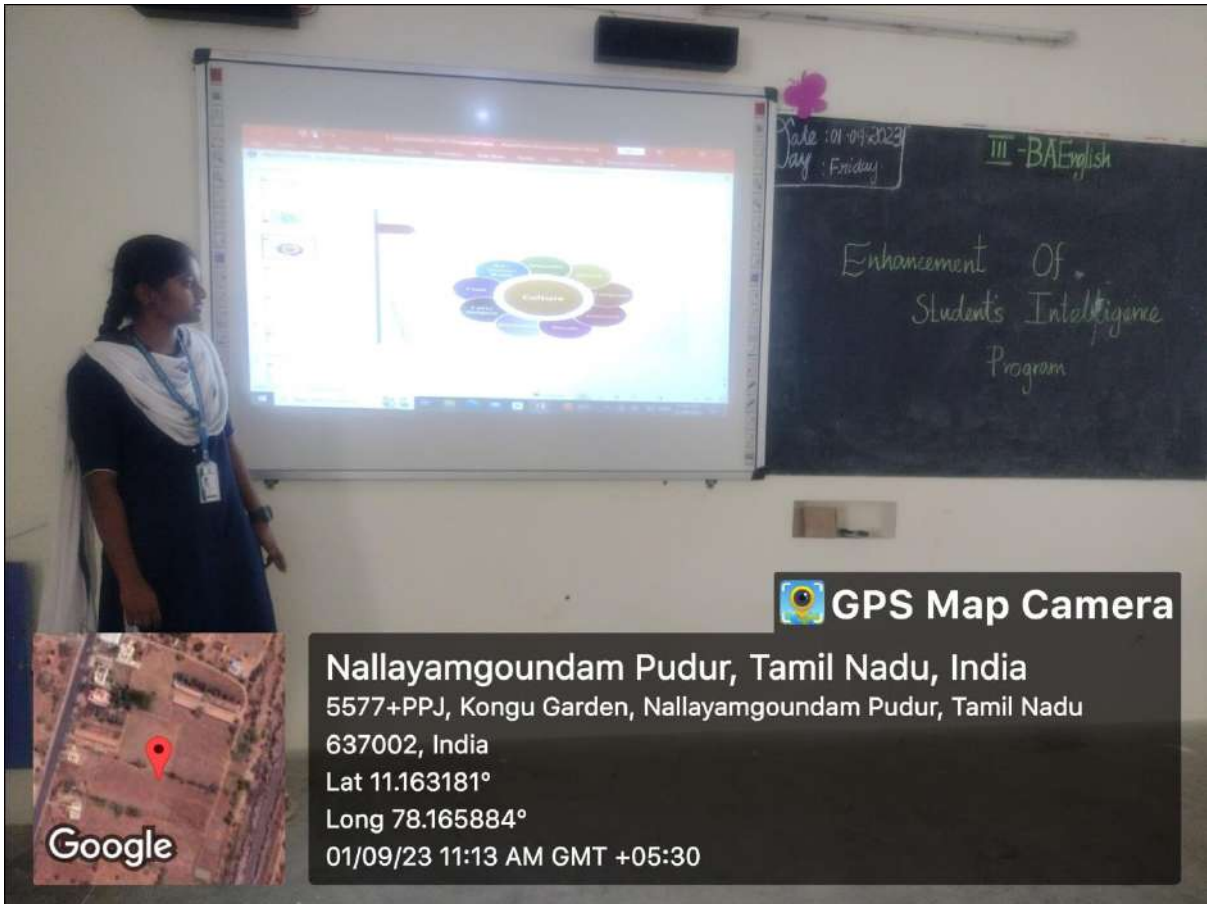 Culture
Food
Date : 01-09-2023
Day : Friday
III - BA English
Enhancement Of
Student's Intelligence
Program
GPS Map Camera
Nallayamgoundam Pudur, Tamil Nadu, India
5577+PPJ, Kongu Garden, Nallayamgoundam Pudur, Tamil Nadu
637002, India
Lat 11.163181°
Long 78.165884°
01/09/23 11:13 AM GMT +05:30
Google